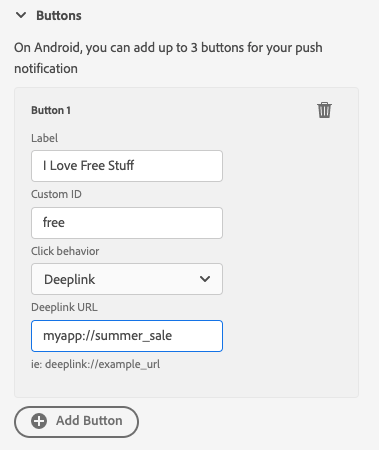 Buttons
On Android, you can add up to 3 buttons for your push
notification
Button 1
Label
I Love Free Stuff
Custom ID
free
Click behavior
Deeplink
Deeplink URL
myapp://summer_sale
ie: deeplink://example_url
Add Button